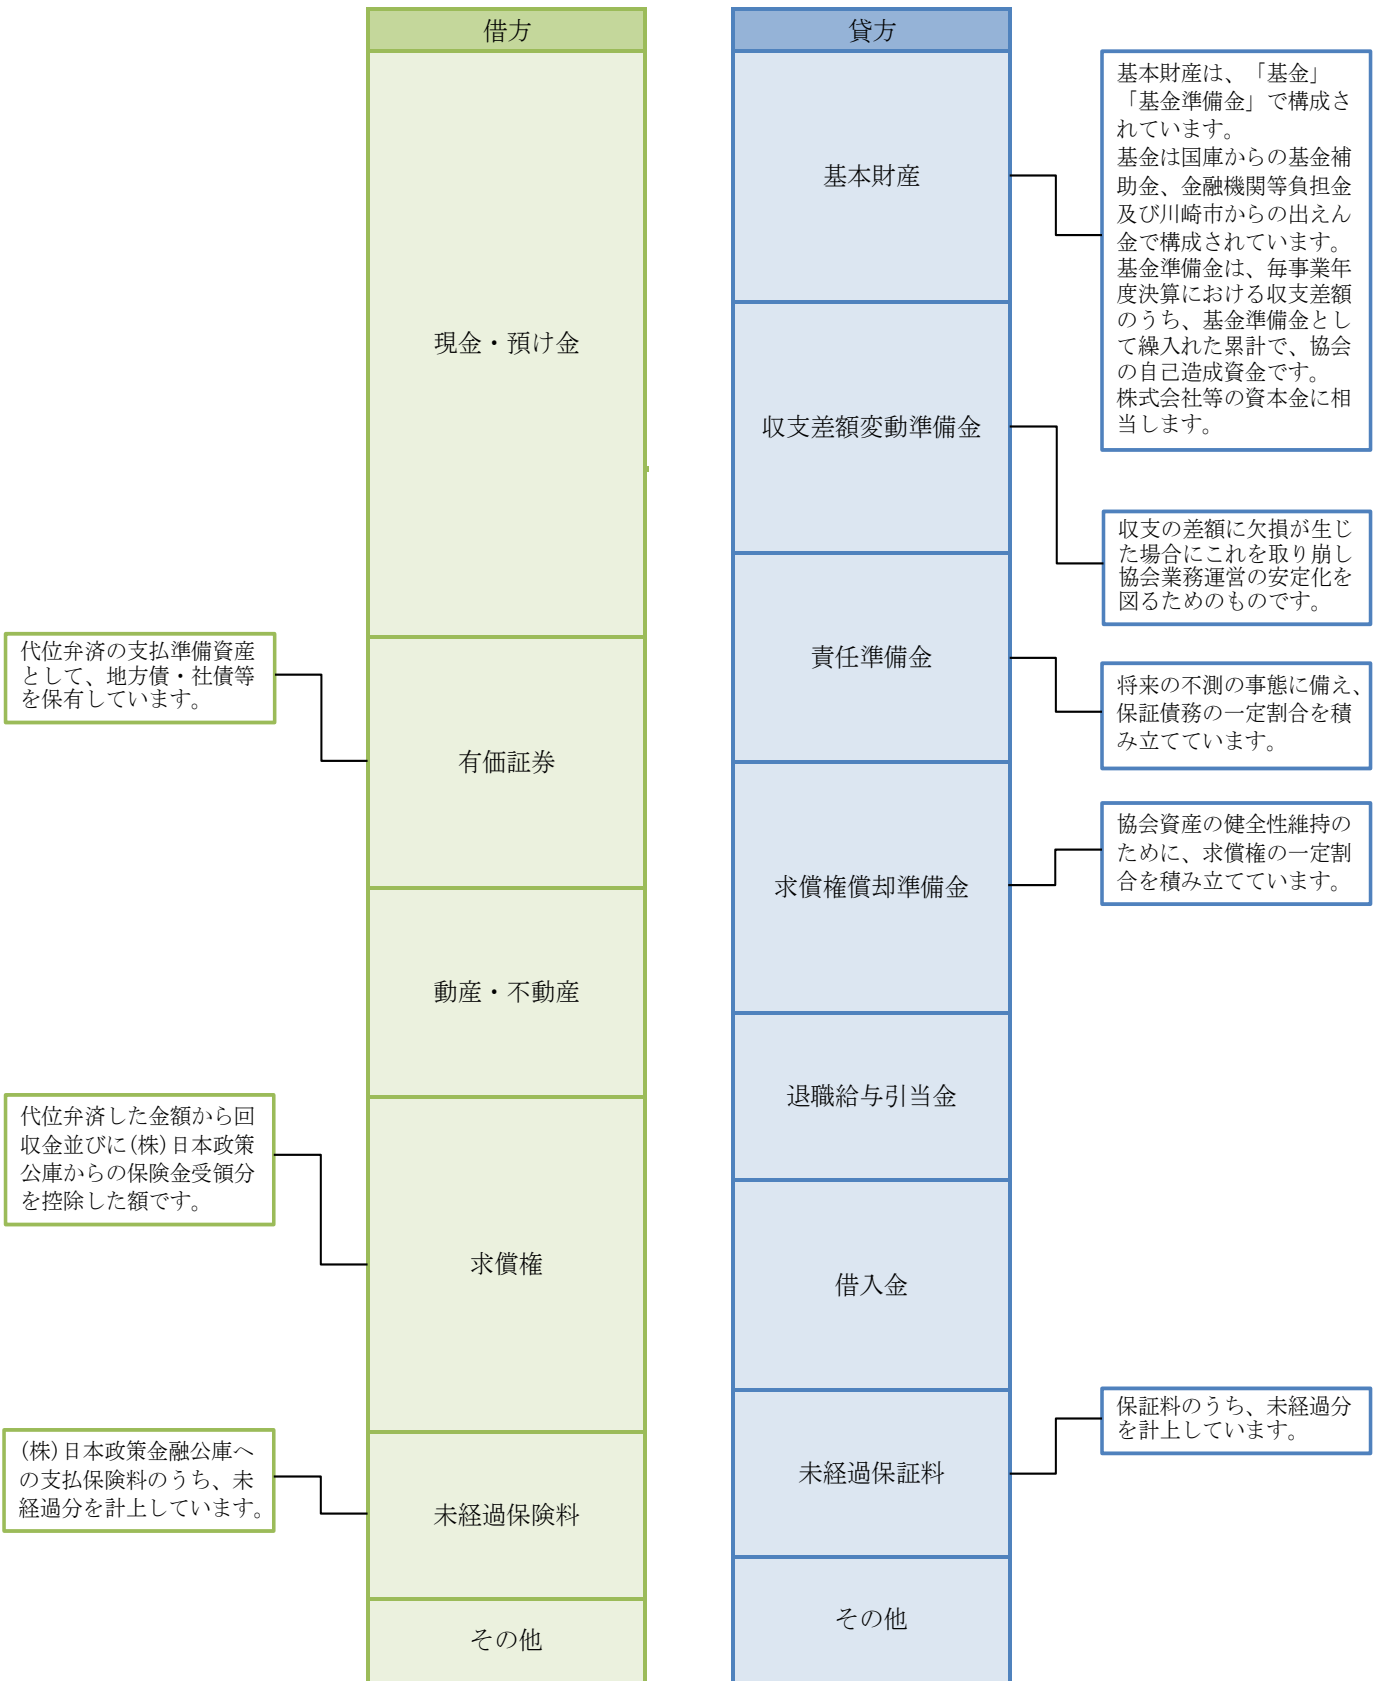 借方
現金・預け金
代位弁済の支払準備資産
として、地方債・社債等
を保有しています。
有価証券
動産・不動産
代位弁済した金額から回
収金並びに(株)日本政策
公庫からの保険金受領分
を控除した額です。
求償権
(株)日本政策金融公庫へ
の支払保険料のうち、未
経過分を計上しています。
未経過保険料
その他
貸方
基本財産
基本財産は、「基金」
「基金準備金」で構成さ
れています。
基金は国庫からの基金補
助金、金融機関等負担金
及び川崎市からの出えん
金で構成されています。
基金準備金は、毎事業年
度決算における収支差額
のうち、基金準備金とし
て繰入れた累計で、協会
の自己造成資金です。
株式会社等の資本金に相
当します。
収支差額変動準備金
収支の差額に欠損が生じ
た場合にこれを取り崩し
協会業務運営の安定化を
図るためのものです。
責任準備金
将来の不測の事態に備え、
保証債務の一定割合を積
み立てています。
求償権償却準備金
協会資産の健全性維持の
ために、求償権の一定割
合を積み立てています。
退職給与引当金
借入金
未経過保証料
保証料のうち、未経過分
を計上しています。
その他